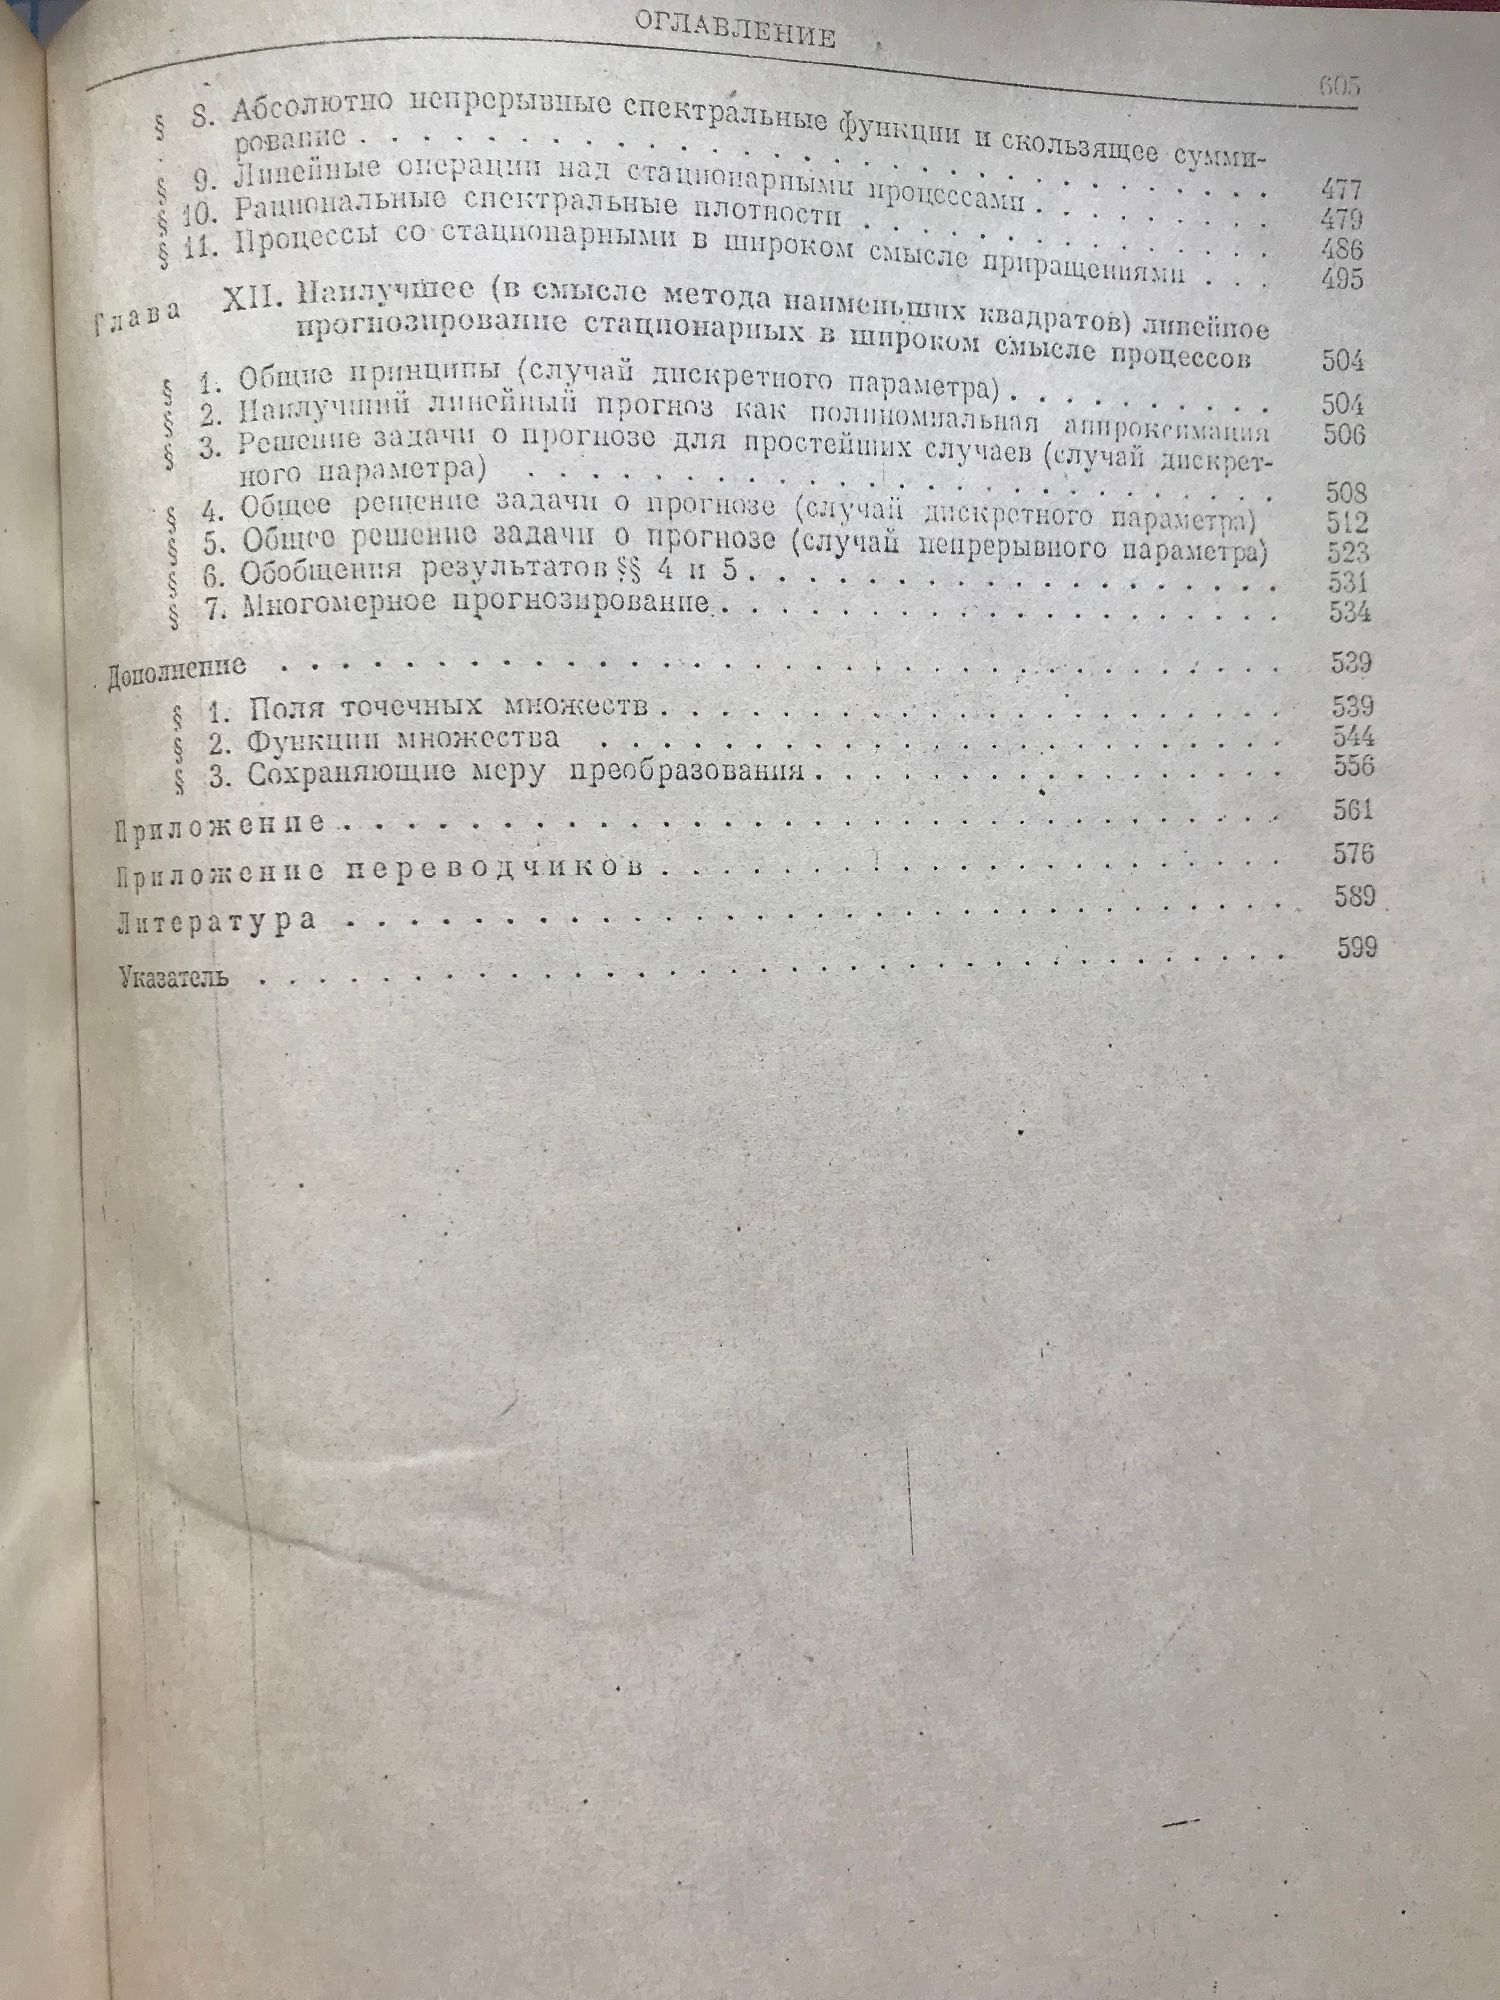 ОГЛАВЛЕНИЕ 605
§ 8. Абсолютно непрерывные спектральные функции и скользящее сумми-
рование . . . . . . . . . . . . . . . . . . . . . . . . . . . 477
§ 9. Линейные операции над стационарными процессами . . . . . . . . 479
§ 10. Рациональные спектральные плотности . . . . . . . . . . . . . . 486
§ 11. Процессы со стационарными в широком смысле приращениями . . . 495
Глава XII. Наилучшее (в смысле метода наименьших квадратов) линейное
прогнозирование стационарных в широком смысле процессов 504
§ 1. Общие принципы (случай дискретного параметра) . . . . . . . . . . 504
§ 2. Наилучший линейный прогноз как полиномиальная аппроксимация 506
§ 3. Решение задачи о прогнозе для простейших случаев (случай дискрет-
ного параметра) . . . . . . . . . . . . . . . . . . . . . . . . 508
§ 4. Общее решение задачи о прогнозе (случай дискретного параметра) 512
§ 5. Общее решение задачи о прогнозе (случай непрерывного параметра) 523
§ 6. Обобщения результатов §§ 4 и 5 . . . . . . . . . . . . . . . . . . 531
§ 7. Многомерное прогнозирование . . . . . . . . . . . . . . . . . . . 534
Дополнение . . . . . . . . . . . . . . . . . . . . . . . . . . . . . . . 539
§ 1. Поля точечных множеств . . . . . . . . . . . . . . . . . . . . . 539
§ 2. Функции множества . . . . . . . . . . . . . . . . . . . . . . . 544
§ 3. Сохраняющие меру преобразования . . . . . . . . . . . . . . . . 556
Приложение . . . . . . . . . . . . . . . . . . . . . . . . . . . . . . 561
Приложение переводчиков . . . . . . . . . . . . . . . . . . . . 576
Литература . . . . . . . . . . . . . . . . . . . . . . . . . . . . . . 589
Указатель . . . . . . . . . . . . . . . . . . . . . . . . . . . . . . . . 599